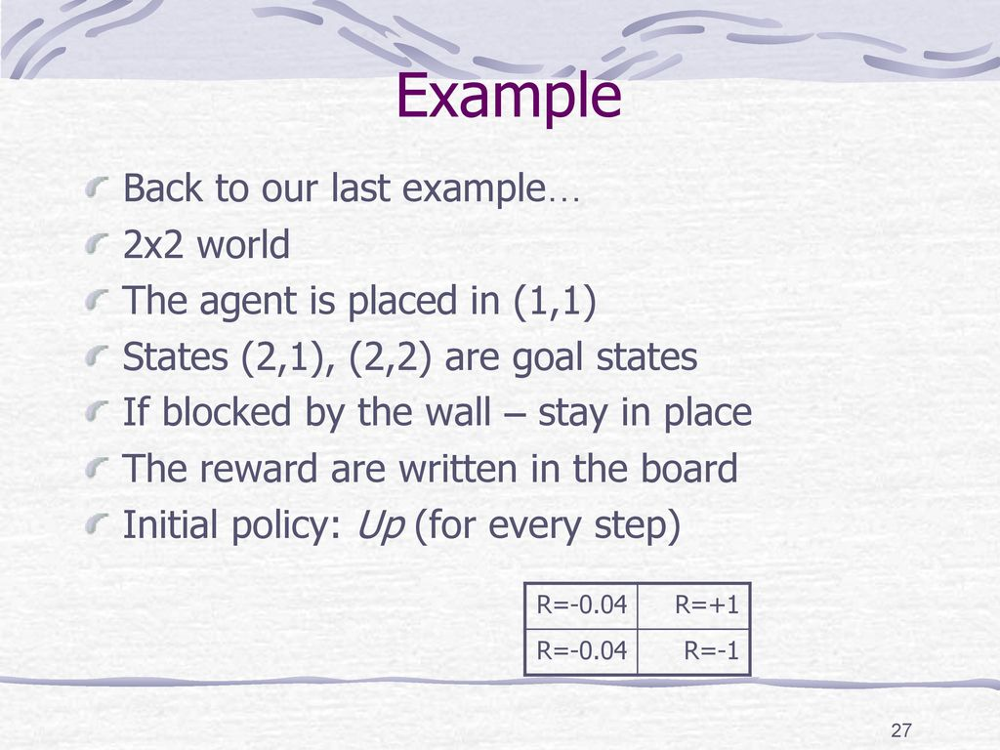 Example
Back to our last example…
2x2 world
The agent is placed in (1,1)
States (2,1), (2,2) are goal states
If blocked by the wall – stay in place
The reward are written in the board
Initial policy: Up (for every step)
R=-0.04 R=+1
R=-0.04 R=-1
27